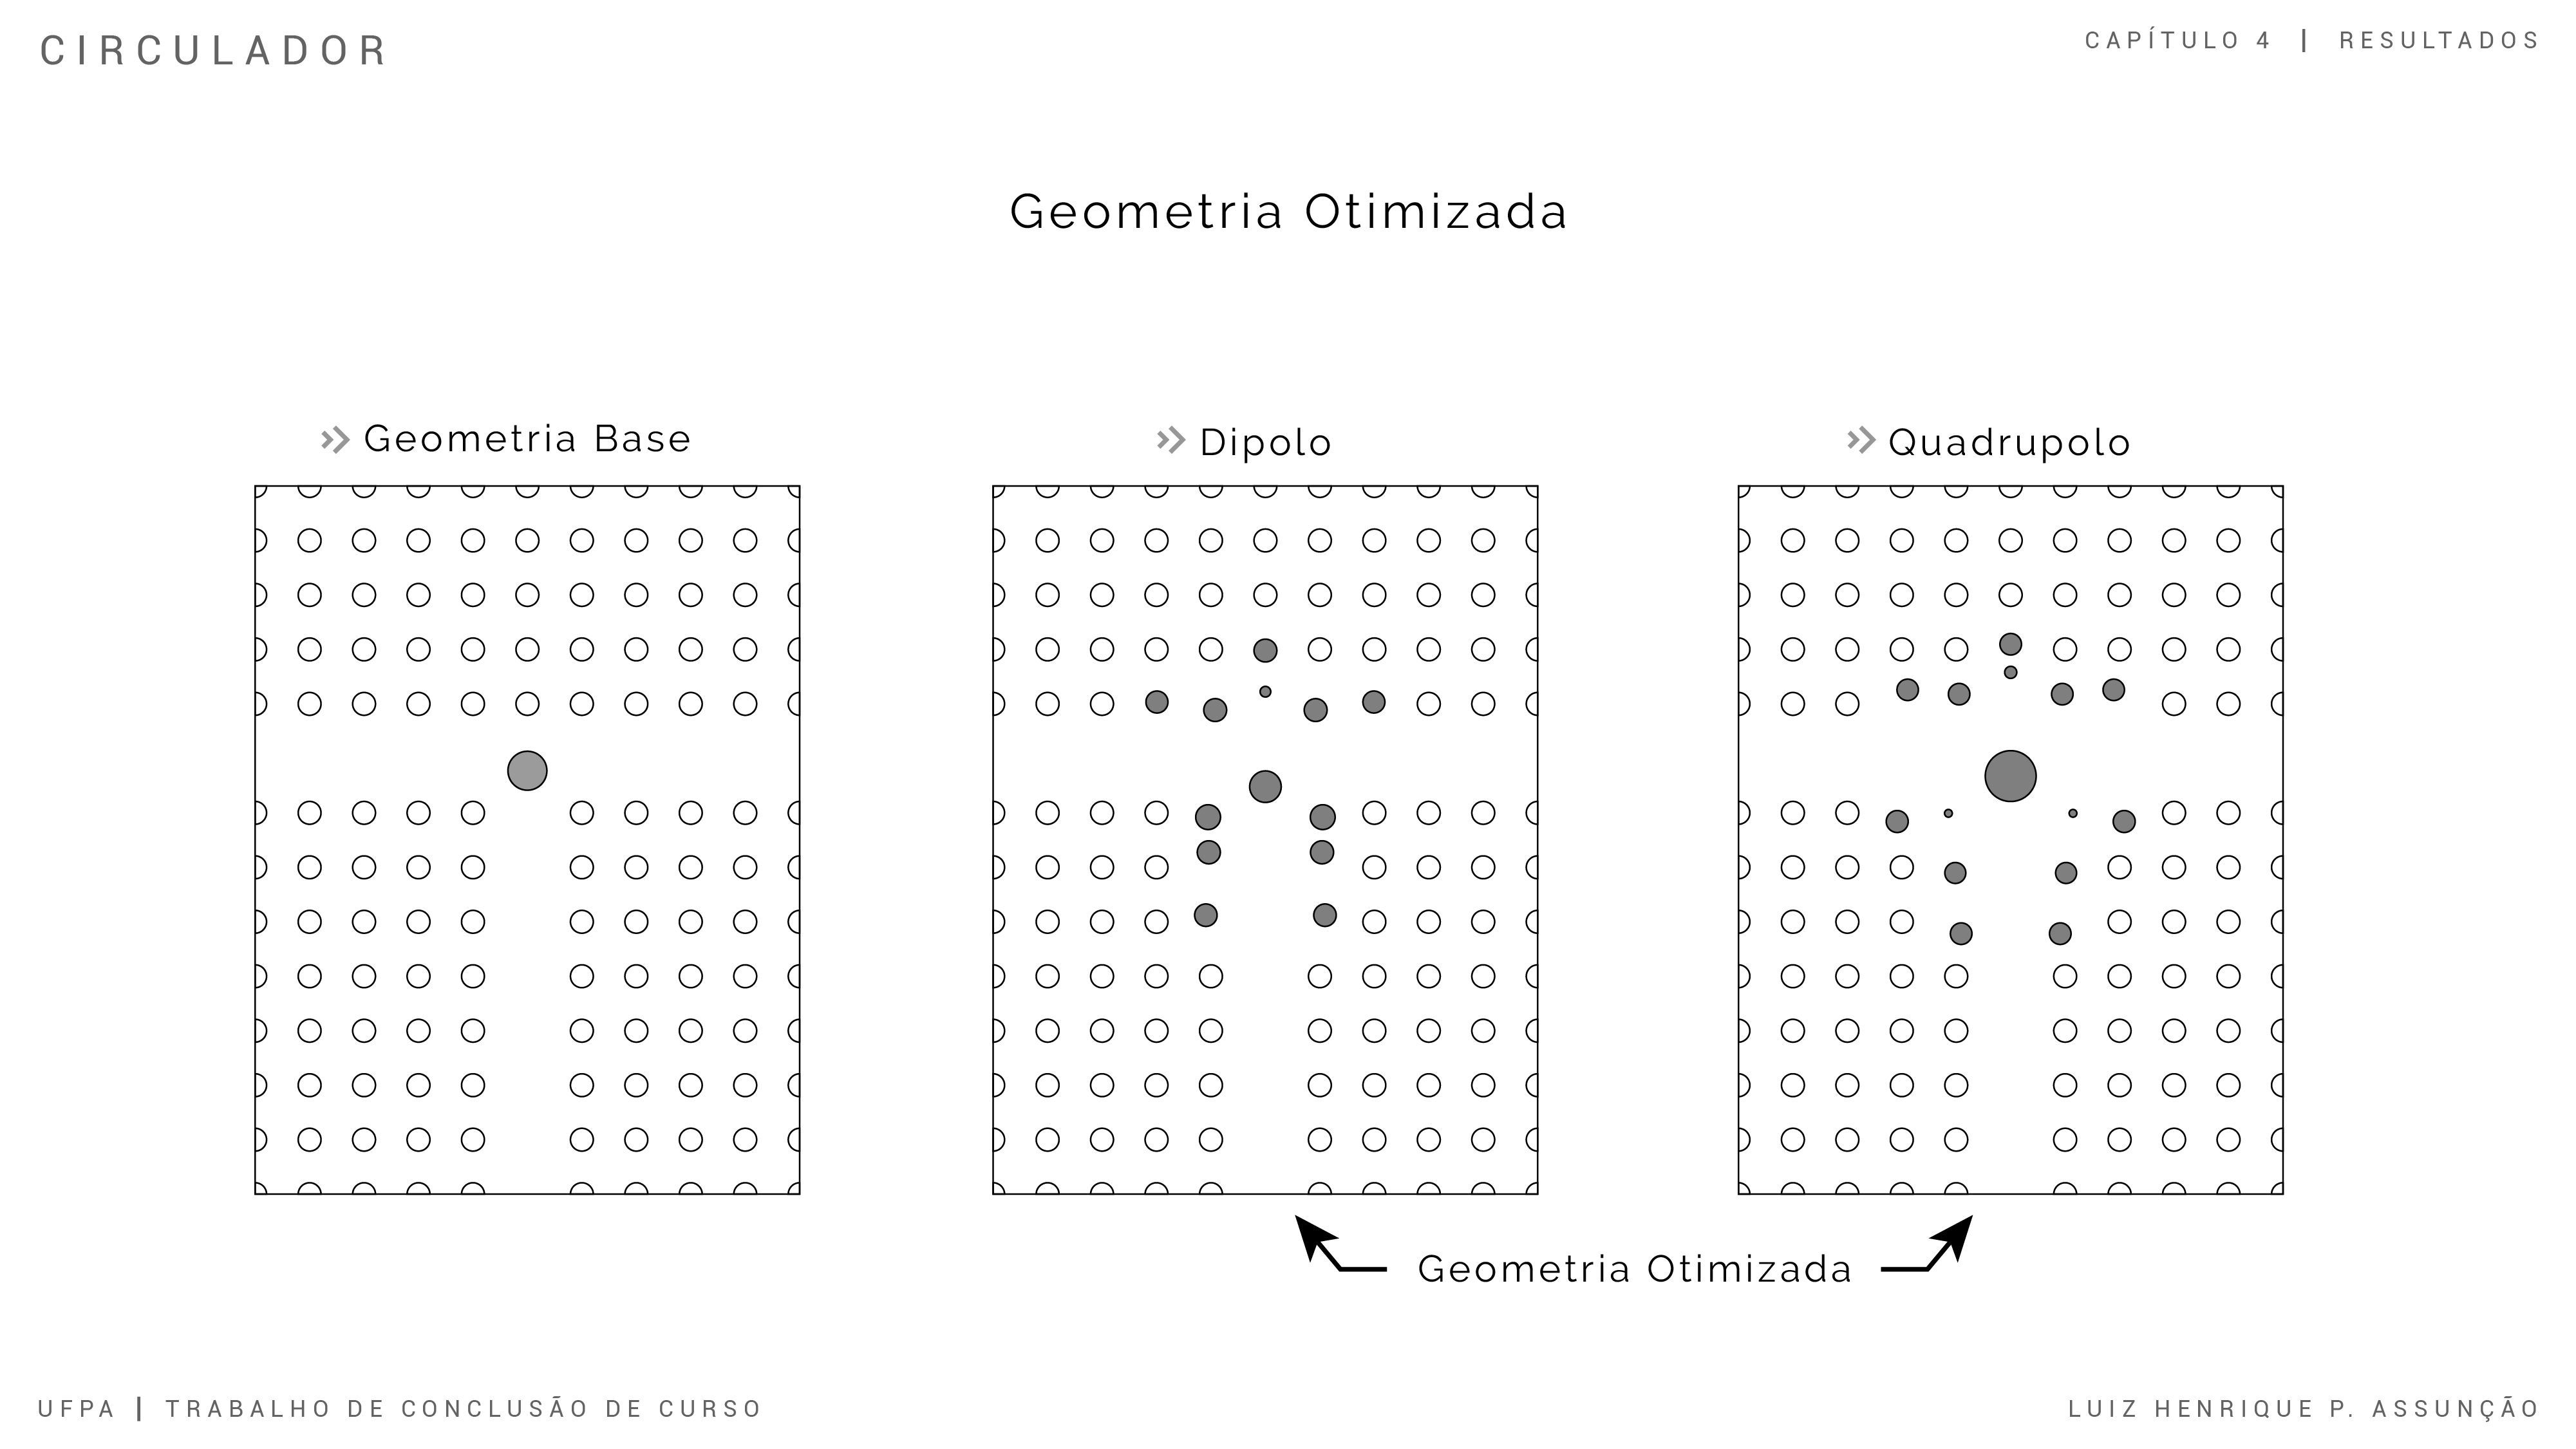 CIRCULADOR
CAPÍTULO 4 | RESULTADOS
Geometria Otimizada
Geometria Base
Dipolo
Quadrupolo
Geometria Otimizada
UFPA | TRABALHO DE CONCLUSÃO DE CURSO
LUIZ HENRIQUE P. ASSUNÇÃO